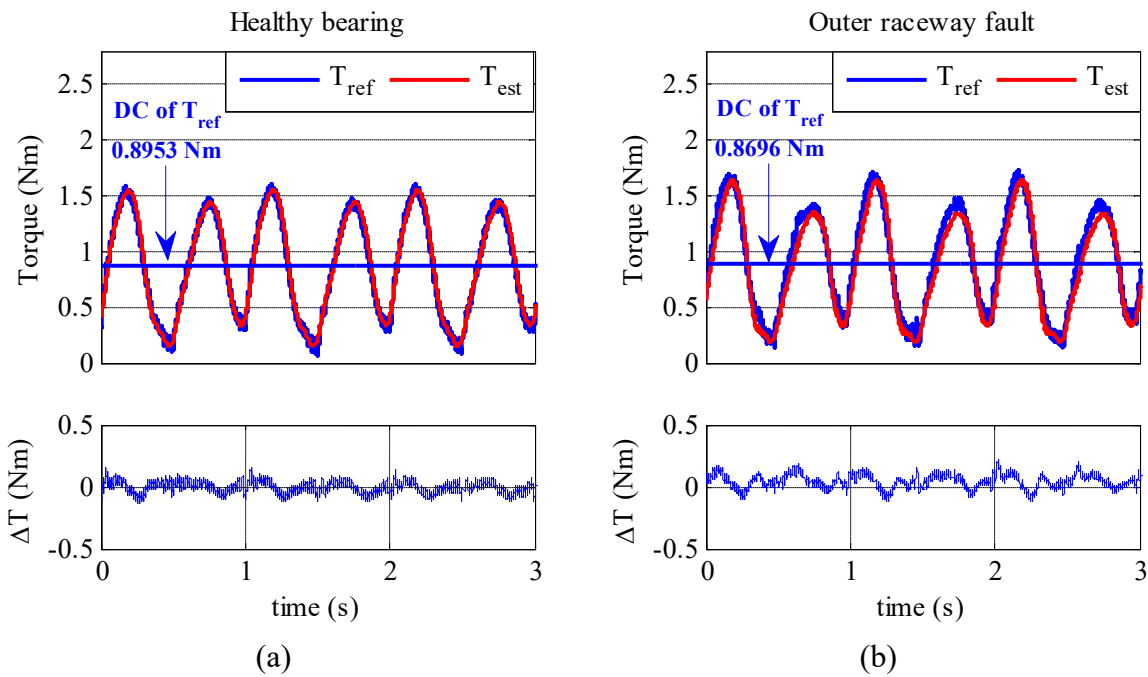 Healthy bearing
T_ref T_est
DC of T_ref
0.8953 Nm
Torque (Nm)
2.5
2
1.5
1
0.5
0
ΔT (Nm)
0.5
0
-0.5
0 1 2 3
time (s)
(a)
Outer raceway fault
T_ref T_est
DC of T_ref
0.8696 Nm
Torque (Nm)
2.5
2
1.5
1
0.5
0
ΔT (Nm)
0.5
0
-0.5
0 1 2 3
time (s)
(b)